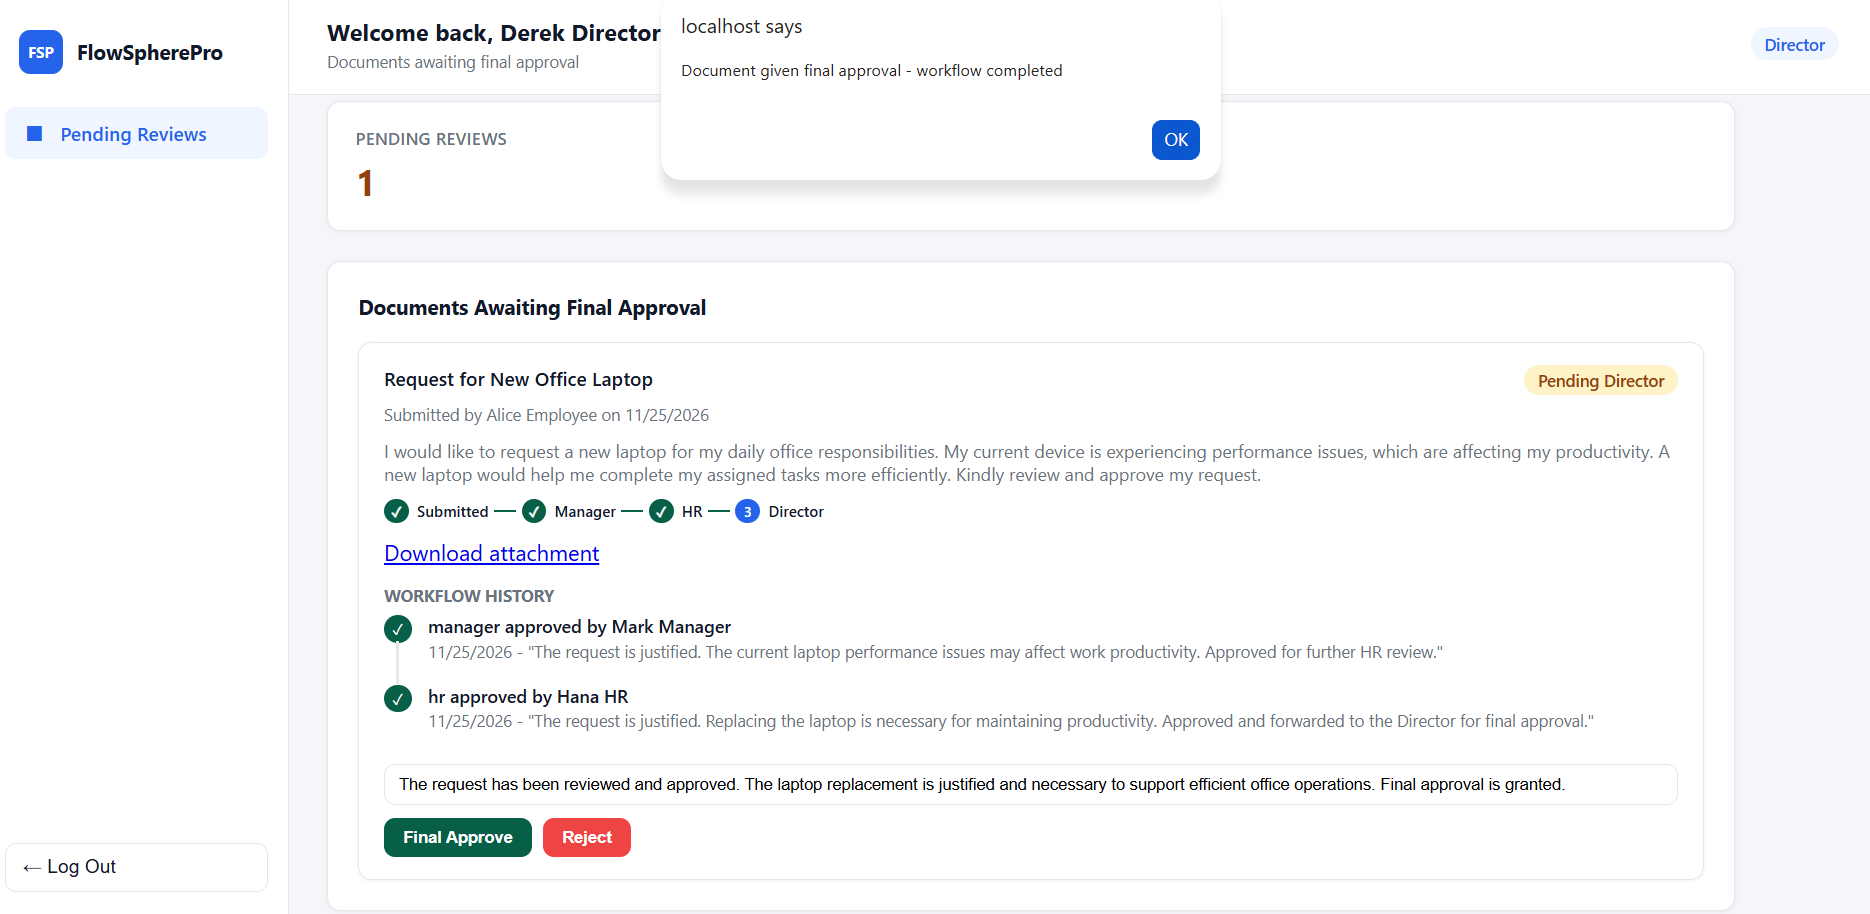 FSP FlowSpherePro
Pending Reviews
← Log Out
Welcome back, Derek Director
Documents awaiting final approval
localhost says
Document given final approval - workflow completed
OK
Director
PENDING REVIEWS
1
Documents Awaiting Final Approval
Request for New Office Laptop
Pending Director
Submitted by Alice Employee on 11/25/2026
I would like to request a new laptop for my daily office responsibilities. My current device is experiencing performance issues, which are affecting my productivity. A
new laptop would help me complete my assigned tasks more efficiently. Kindly review and approve my request.
✓ Submitted ✓ Manager ✓ HR 3 Director
Download attachment
WORKFLOW HISTORY
✓ manager approved by Mark Manager
11/25/2026 - "The request is justified. The current laptop performance issues may affect work productivity. Approved for further HR review."
✓ hr approved by Hana HR
11/25/2026 - "The request is justified. Replacing the laptop is necessary for maintaining productivity. Approved and forwarded to the Director for final approval."
The request has been reviewed and approved. The laptop replacement is justified and necessary to support efficient office operations. Final approval is granted.
Final Approve
Reject